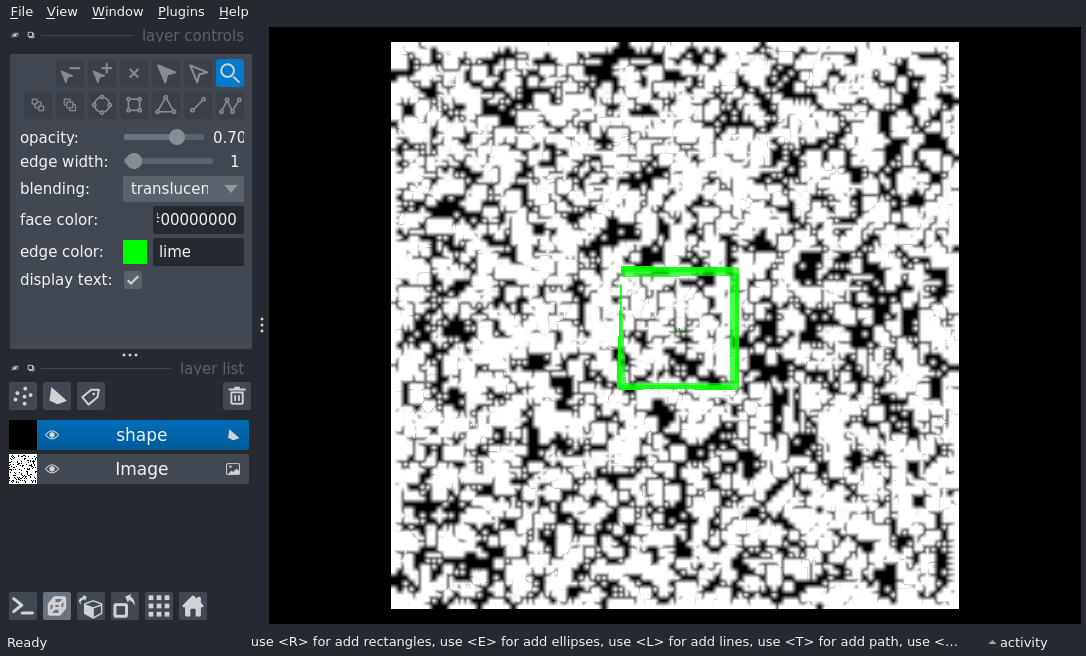 File View Window Plugins Help
layer controls
opacity: 0.70
edge width: 1
blending: translucen
face color: 00000000
edge color: lime
display text:
layer list
shape
Image
Ready use <R> for add rectangles, use <E> for add ellipses, use <L> for add lines, use <T> for add path, use <... activity